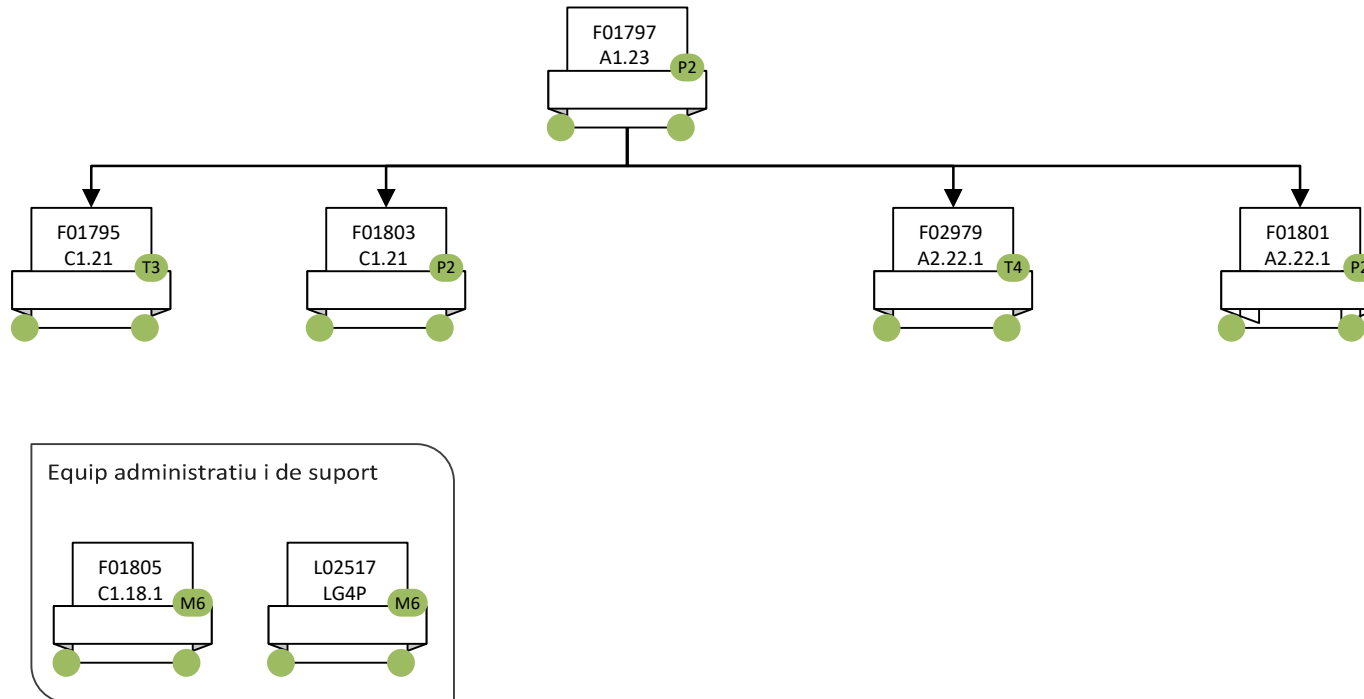 F01797
A1.23
P2
F01795
C1.21
T3
F01803
C1.21
P2
F02979
A2.22.1
T4
F01801
A2.22.1
P2
Equip administratiu i de suport
F01805
C1.18.1
M6
L02517
LG4P
M6